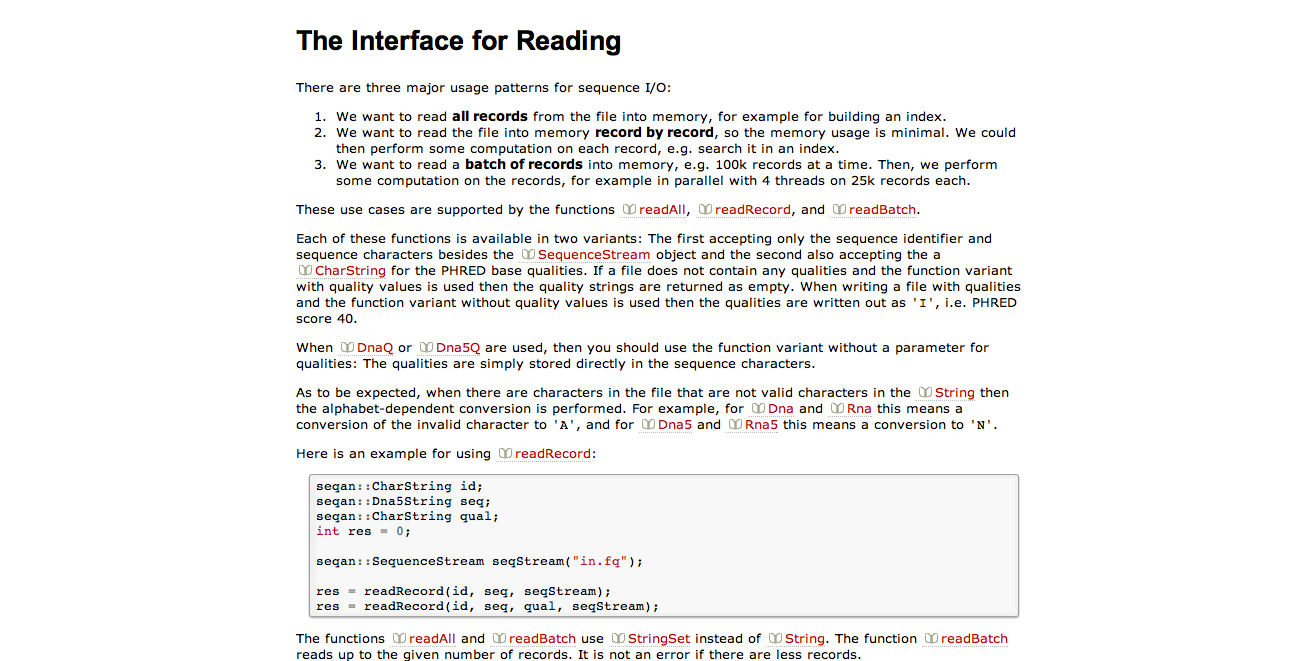 The Interface for Reading
There are three major usage patterns for sequence I/O:
1. We want to read all records from the file into memory, for example for building an index.
2. We want to read the file into memory record by record, so the memory usage is minimal. We could
then perform some computation on each record, e.g. search it in an index.
3. We want to read a batch of records into memory, e.g. 100k records at a time. Then, we perform
some computation on the records, for example in parallel with 4 threads on 25k records each.
These use cases are supported by the functions readAll, readRecord, and readBatch.
Each of these functions is available in two variants: The first accepting only the sequence identifier and
sequence characters besides the SequenceStream object and the second also accepting the a
CharString for the PHRED base qualities. If a file does not contain any qualities and the function variant
with quality values is used then the quality strings are returned as empty. When writing a file with qualities
and the function variant without quality values is used then the qualities are written out as 'I', i.e. PHRED
score 40.
When DnaQ or Dna5Q are used, then you should use the function variant without a parameter for
qualities: The qualities are simply stored directly in the sequence characters.
As to be expected, when there are characters in the file that are not valid characters in the String then
the alphabet-dependent conversion is performed. For example, for Dna and Rna this means a
conversion of the invalid character to 'A', and for Dna5 and Rna5 this means a conversion to 'N'.
Here is an example for using readRecord:
seqan::CharString id;
seqan::Dna5String seq;
seqan::CharString qual;
int res = 0;
seqan::SequenceStream seqStream("in.fq");
res = readRecord(id, seq, seqStream);
res = readRecord(id, seq, qual, seqStream);
The functions readAll and readBatch use StringSet instead of String. The function readBatch
reads up to the given number of records. It is not an error if there are less records.